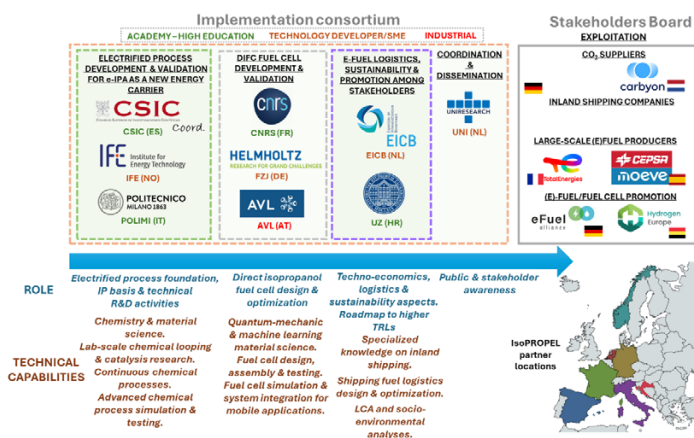 Implementation consortium
Stakeholders Board
ACADEMY – HIGH EDUCATION TECHNOLOGY DEVELOPER/SME INDUSTRIAL
ELECTRIFIED PROCESS
DEVELOPMENT & VALIDATION
FOR e-IPA AS A NEW ENERGY
CARRIER
CSIC
CSIC (ES)
Coord.
IFE
Institute for
Energy Technology
IFE (NO)
POLITECNICO
MILANO 1863
POLIMI (IT)
DIFC FUEL CELL
DEVELOPMENT &
VALIDATION
cnrs
CNRS (FR)
HELMHOLTZ
RESEARCH FOR GRAND CHALLENGES
FZJ (DE)
AVL
AVL (AT)
E-FUEL LOGISTICS,
SUSTAINABILITY &
PROMOTION AMONG
STAKEHOLDERS
EICB
EICB (NL)
UZ (HR)
COORDINATION
&
DISSEMINATION
UNIRESEARCH
UNI (NL)
EXPLOITATION
CO2 SUPPLIERS
carbyon
INLAND SHIPPING COMPANIES
LARGE-SCALE (E)FUEL PRODUCERS
TotalEnergies
CEPSA
moeve
(E)-FUEL/FUEL CELL PROMOTION
eFuel
alliance
Hydrogen
Europe
ROLE
Electrified process foundation,
IP basis & technical
R&D activities
Direct isopropanol
fuel cell design &
optimization
Techno-economics,
logistics &
sustainability aspects.
Roadmap to higher
TRLs
Public & stakeholder
awareness
TECHNICAL
CAPABILITIES
Chemistry & material
science.
Lab-scale chemical looping
& catalysis research.
Continuous chemical
processes.
Advanced chemical
process simulation &
testing.
Quantum-mechanic
& machine learning
material science.
Fuel cell design,
assembly & testing.
Fuel cell simulation &
system integration for
mobile applications.
Specialized
knowledge on inland
shipping.
Shipping fuel logistics
design & optimization.
LCA and socio-
environmental
analyses.
IsoPROPEL
partner
locations